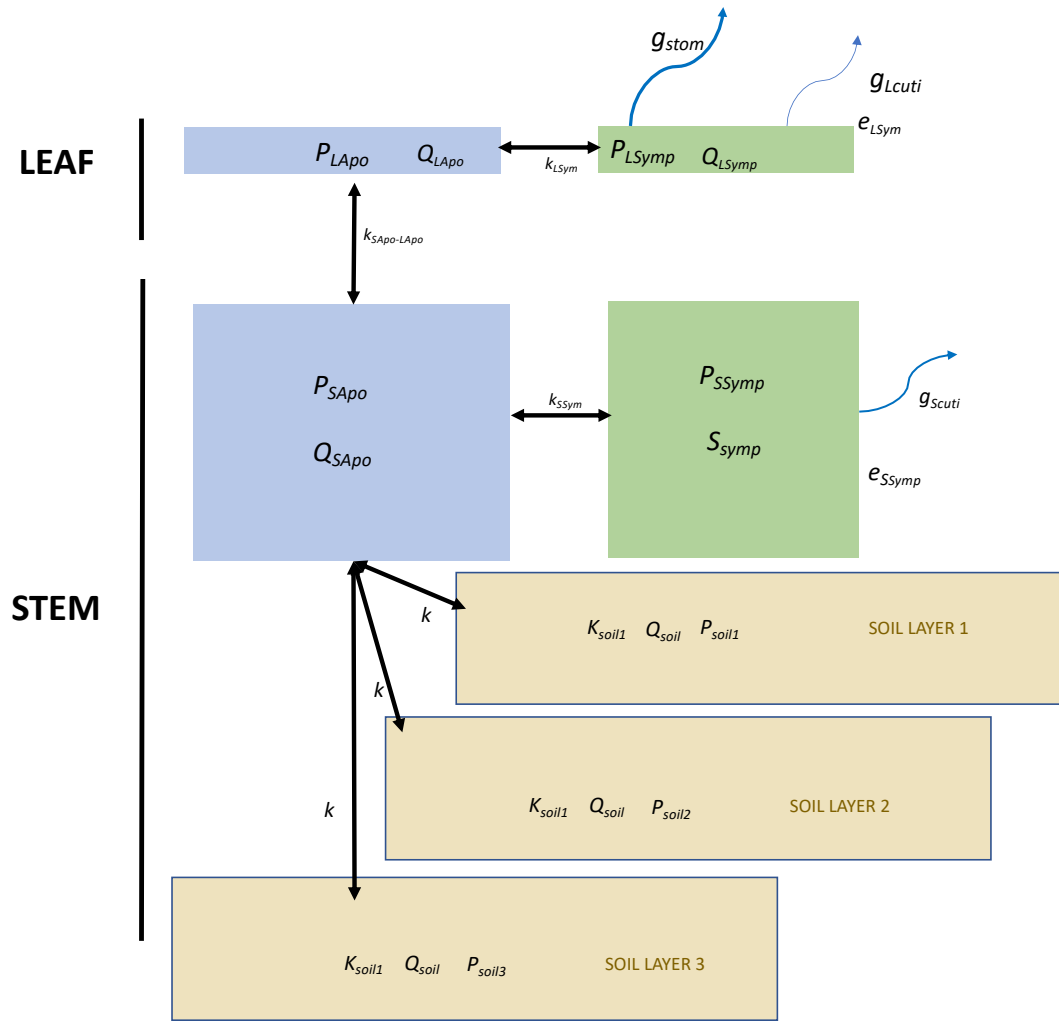 g_stom
g_Lcuti
e_LSym
LEAF
P_LApo Q_LApo
k_LSym
P_LSymp Q_LSymp
k_SApo-LApo
P_SApo
Q_SApo
k_SSym
P_SSymp
S_symp
g_Scuti
e_SSymp
STEM
k
K_soil1 Q_soil P_soil1 SOIL LAYER 1
k
K_soil1 Q_soil P_soil2 SOIL LAYER 2
k
K_soil1 Q_soil P_soil3 SOIL LAYER 3